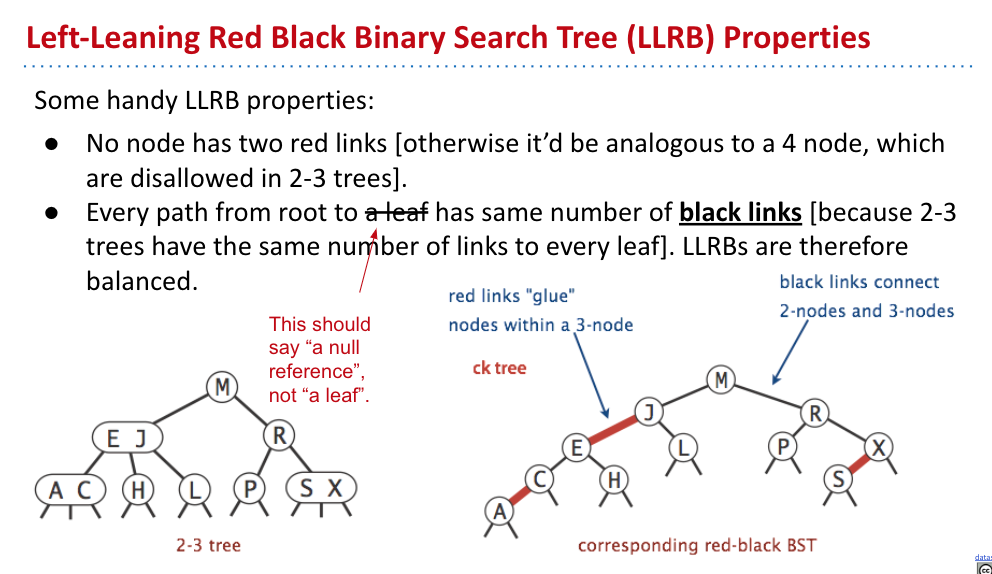 Left-Leaning Red Black Binary Search Tree (LLRB) Properties
Some handy LLRB properties:
● No node has two red links [otherwise it’d be analogous to a 4 node, which
are disallowed in 2-3 trees].
● Every path from root to a leaf has same number of black links [because 2-3
trees have the same number of links to every leaf]. LLRBs are therefore
balanced.
This should
say “a null
reference”,
not “a leaf”.
M
E J
R
A C
H
L
P
S X
2-3 tree
red links "glue"
nodes within a 3-node
black links connect
2-nodes and 3-nodes
ck tree
M
J
R
E
L
P
X
C
H
S
A
corresponding red-black BST
datas
cc